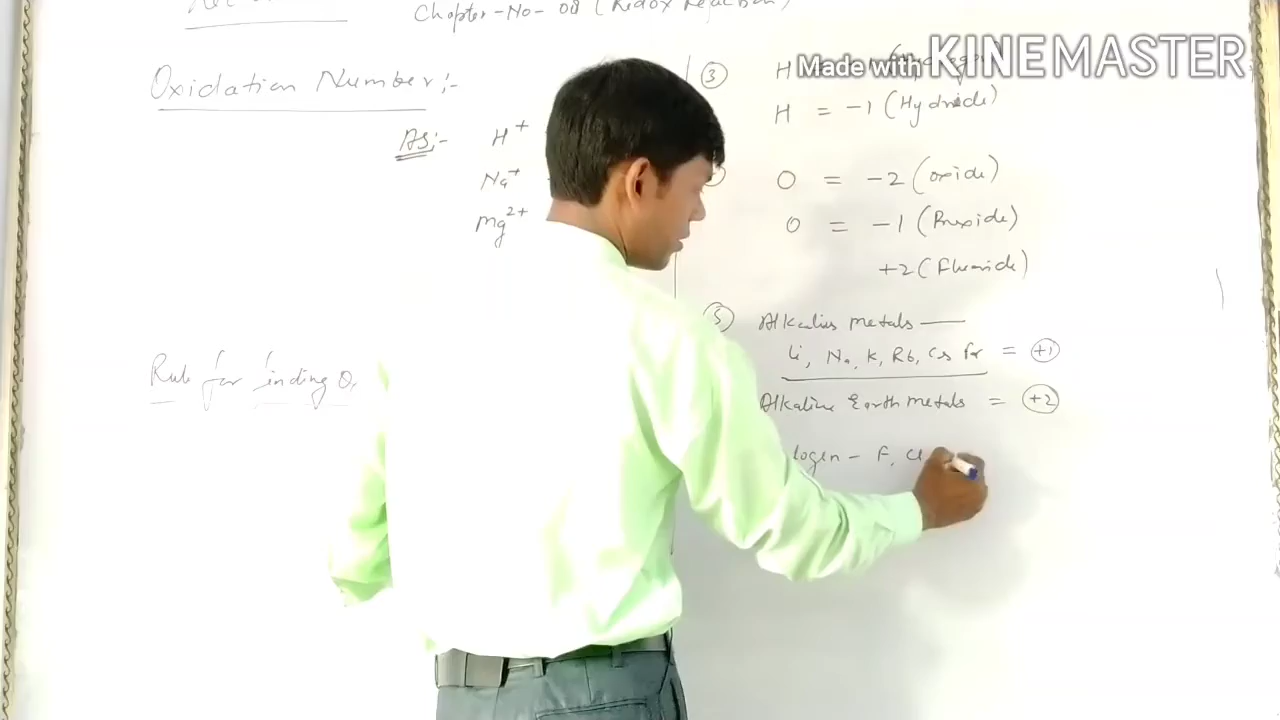 Chapter-No-08 (Redox Reaction)
Oxidation Number:-
As:- H+
Na+
Mg2+
Rule for finding O.
③ H
H = -1 (Hydride)
O = -2 (oxide)
O = -1 (Peroxide)
+2 (Fluoride)
⑤ Alkalies metals —
Li, Na, K, Rb, Cs Fr = +1
Alkaline Earth metals = +2
logen - F, Cl
Made with KINEMASTER